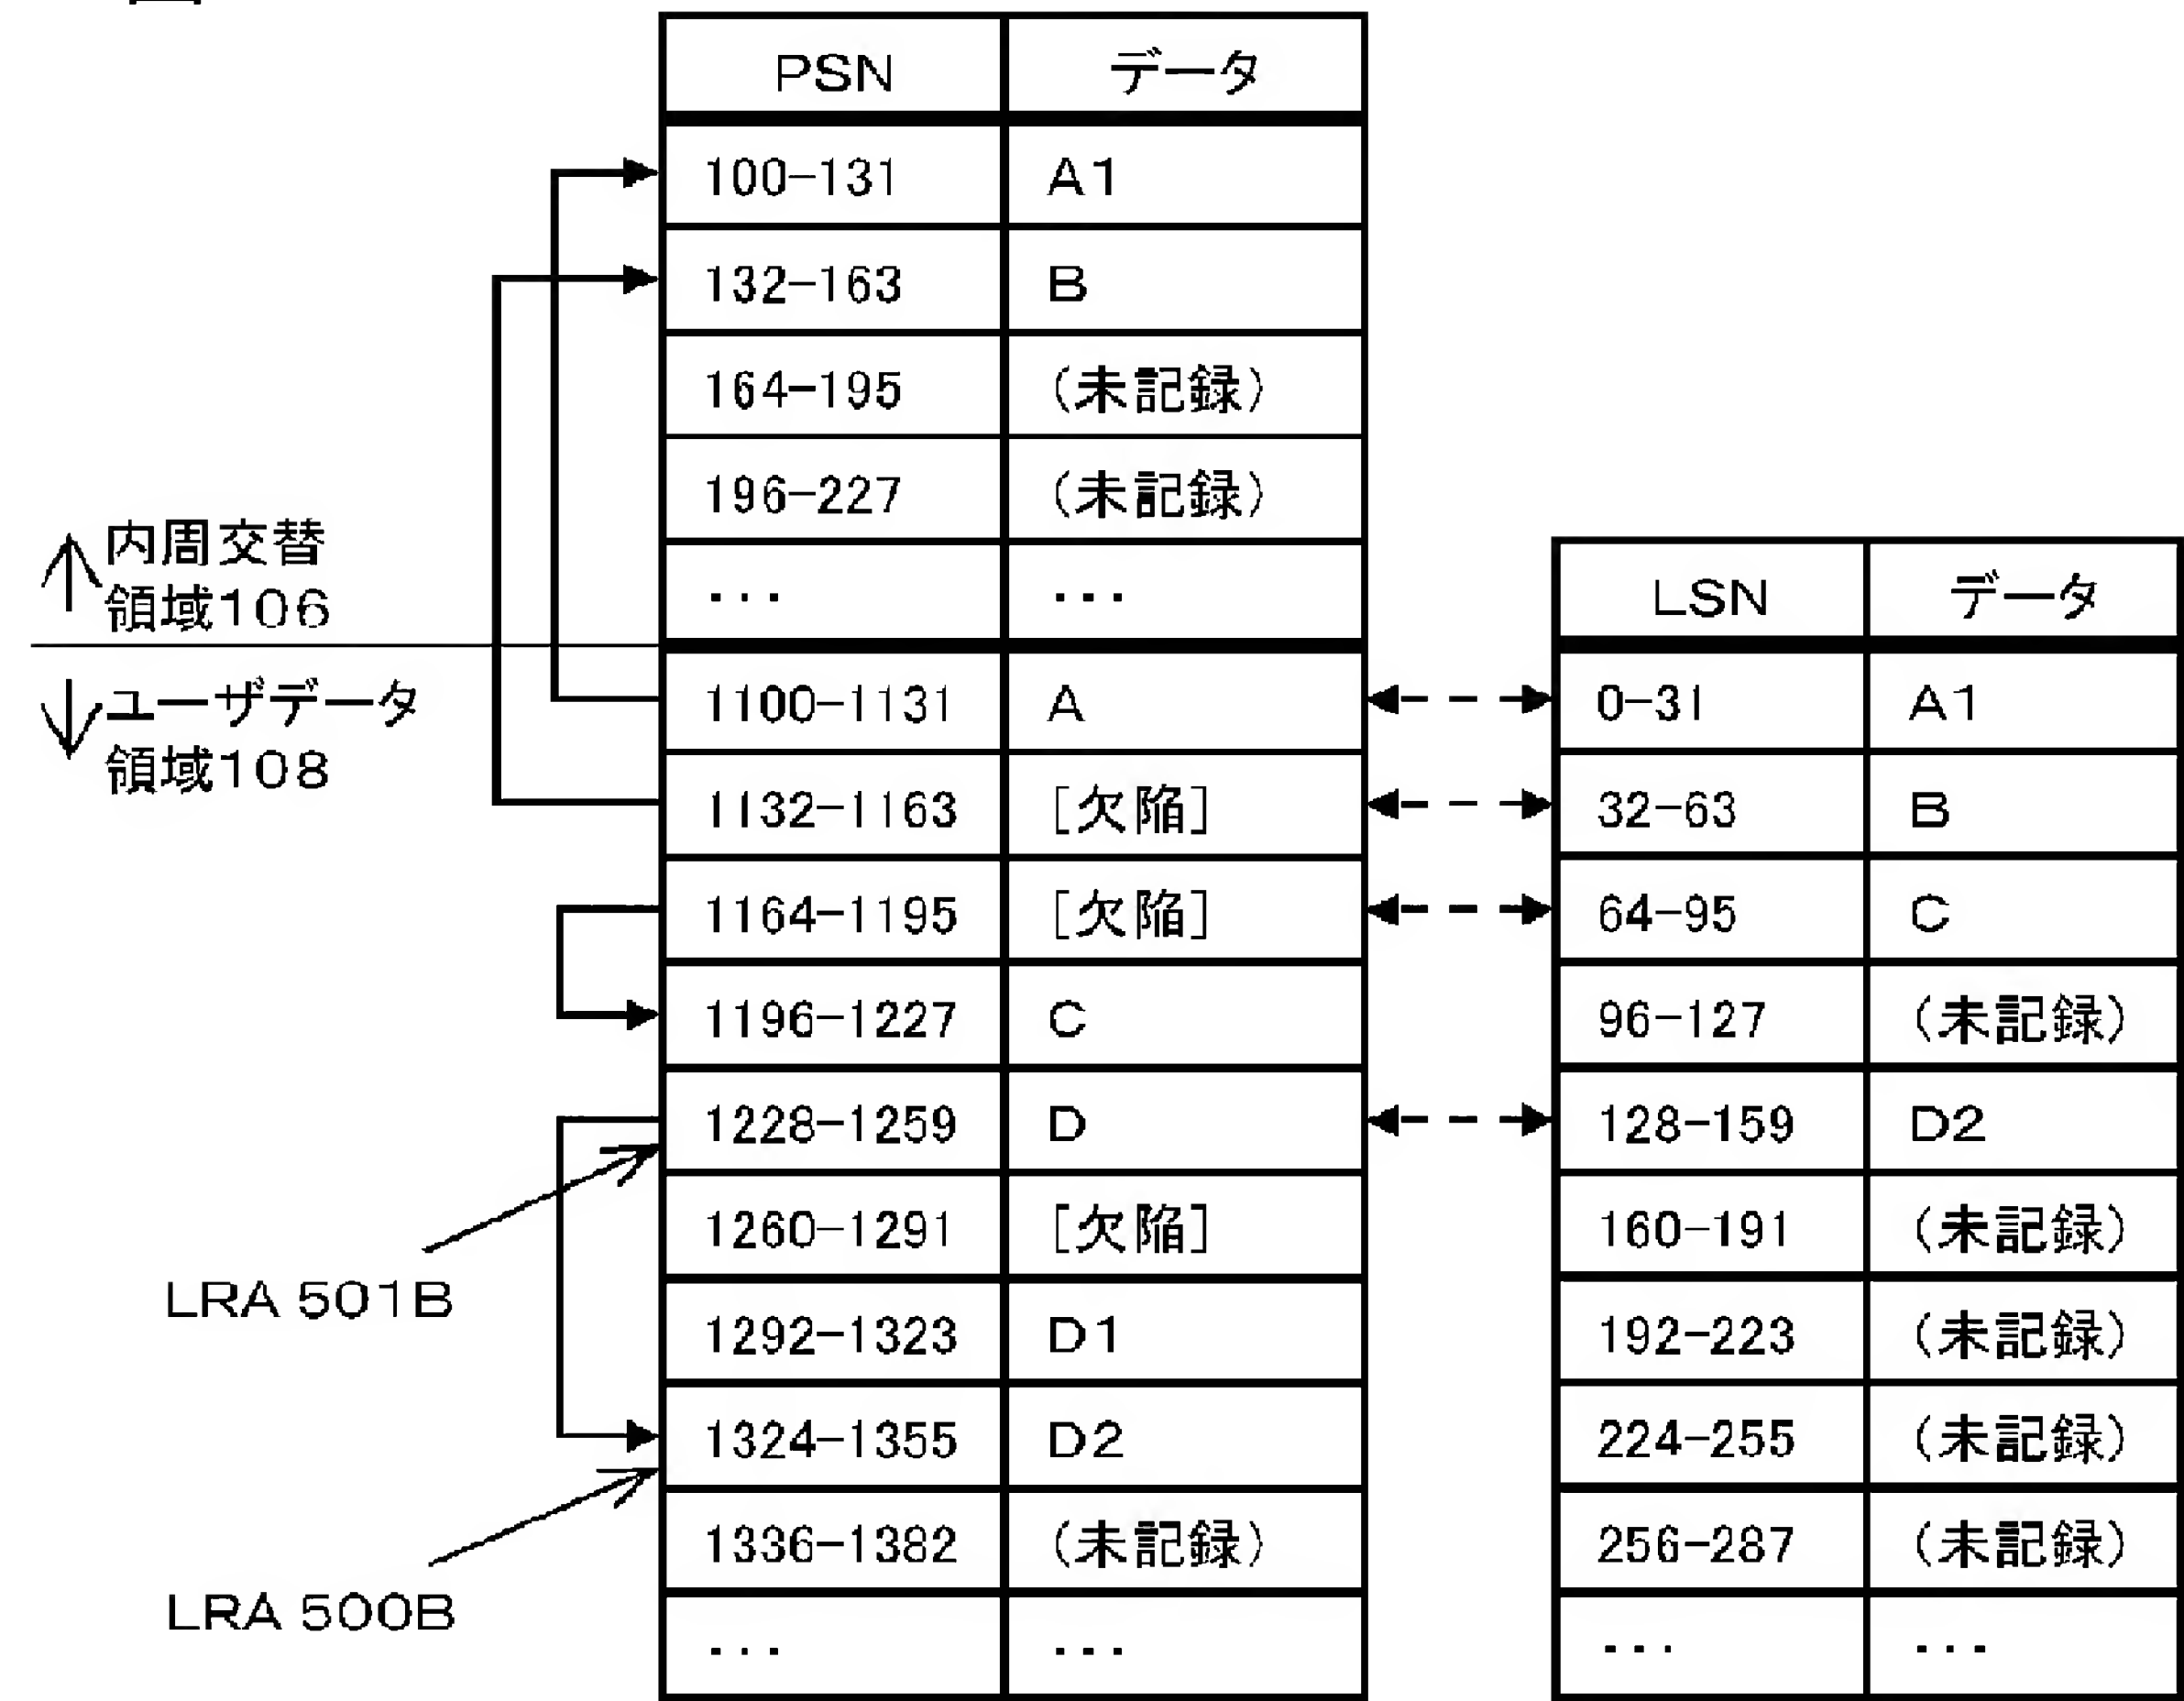 PSN データ
100-131 A1
132-163 B
164-195 (未記録)
196-227 (未記録)
... ...
1100-1131 A
1132-1163 [欠陥]
1164-1195 [欠陥]
1196-1227 C
1228-1259 D
1260-1291 [欠陥]
1292-1323 D1
1324-1355 D2
1336-1382 (未記録)
... ...
内周交替
領域106
ユーザデータ
領域108
LRA 501B
LRA 500B
LSN データ
0-31 A1
32-63 B
64-95 C
96-127 (未記録)
128-159 D2
160-191 (未記録)
192-223 (未記録)
224-255 (未記録)
256-287 (未記録)
... ...